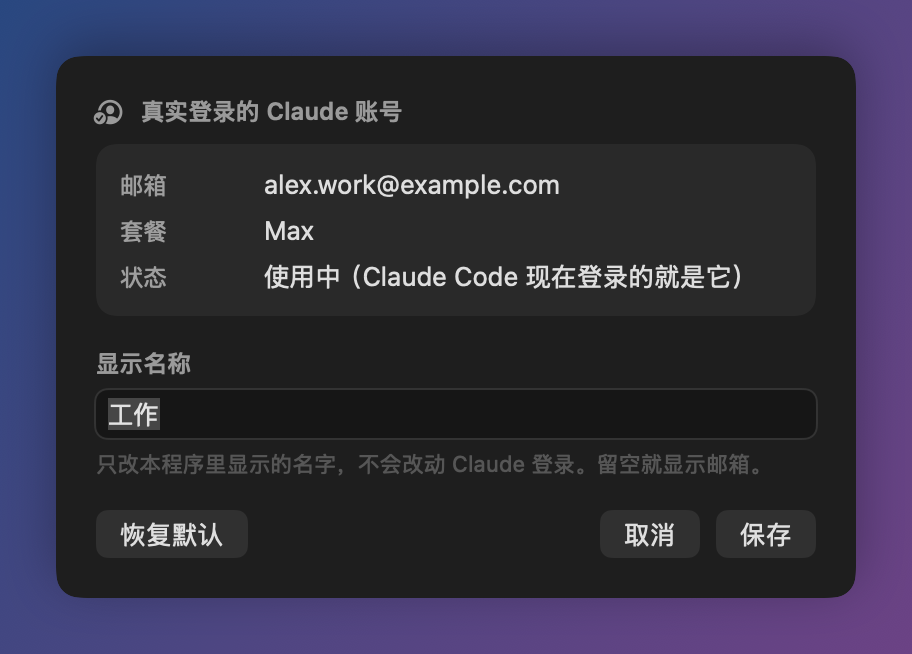 真实登录的 Claude 账号
邮箱 alex.work@example.com
套餐 Max
状态 使用中（Claude Code 现在登录的就是它）
显示名称
工作
只改本程序里显示的名字，不会改动 Claude 登录。留空就显示邮箱。
恢复默认 取消 保存